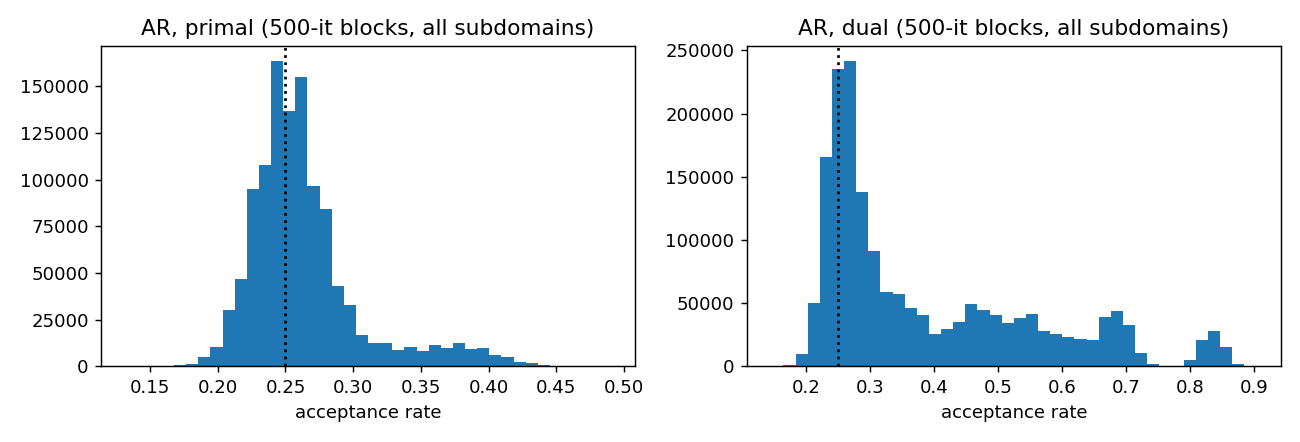 AR, primal (500-it blocks, all subdomains)
150000
125000
100000
75000
50000
25000
0
0.15 0.20 0.25 0.30 0.35 0.40 0.45 0.50
acceptance rate
AR, dual (500-it blocks, all subdomains)
250000
200000
150000
100000
50000
0
0.2 0.3 0.4 0.5 0.6 0.7 0.8 0.9
acceptance rate